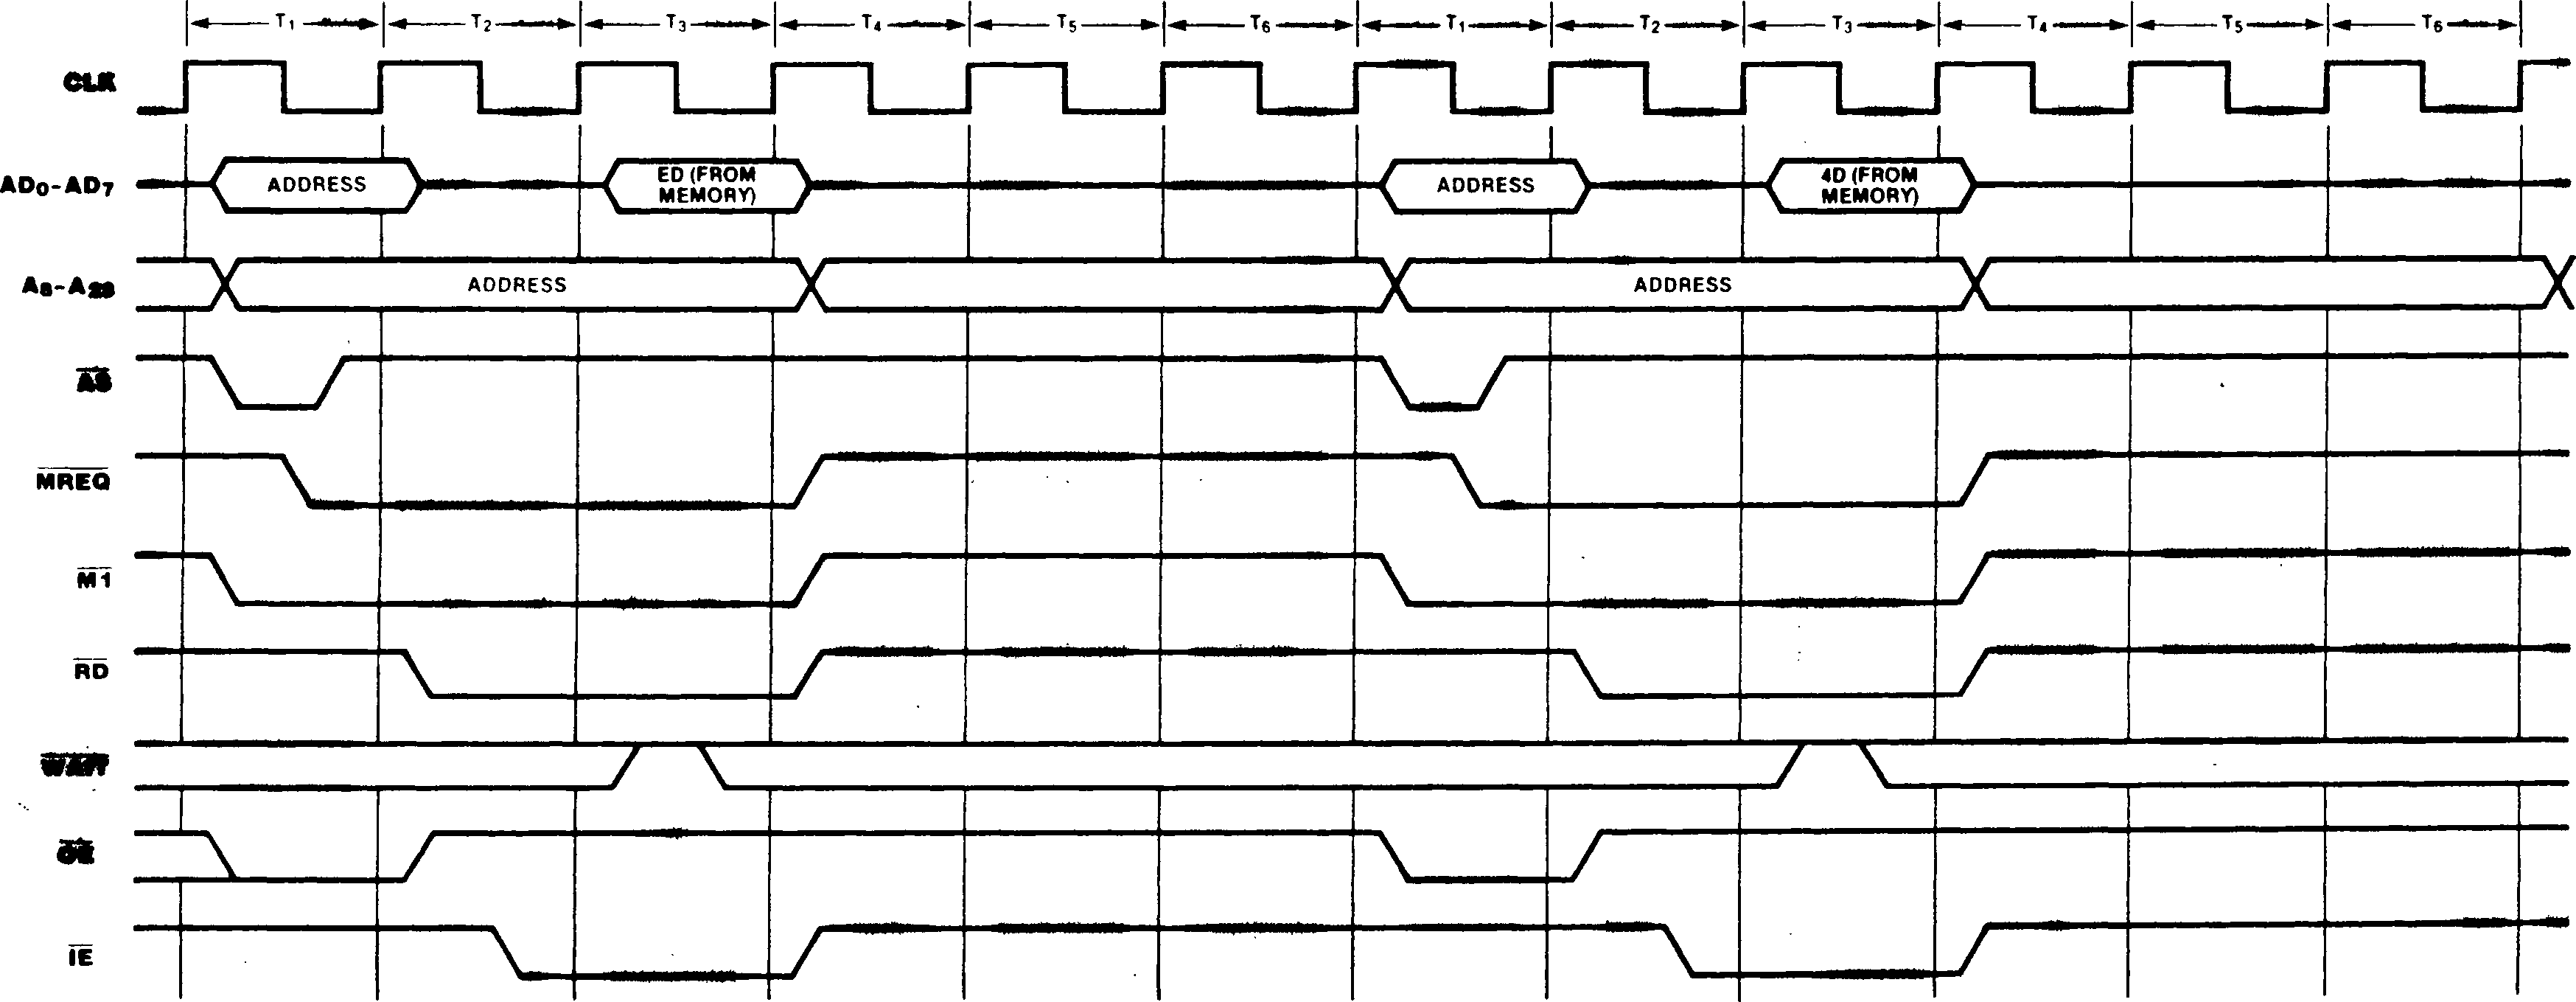 T1 T2 T3 T4 T5 T6 T1 T2 T3 T4 T5 T6
CLK
AD0-AD7 ADDRESS ED (FROM MEMORY) ADDRESS 4D (FROM MEMORY)
ADDRESS ADDRESS
AS
MREQ
M1
RD
WAIT
OE
IE